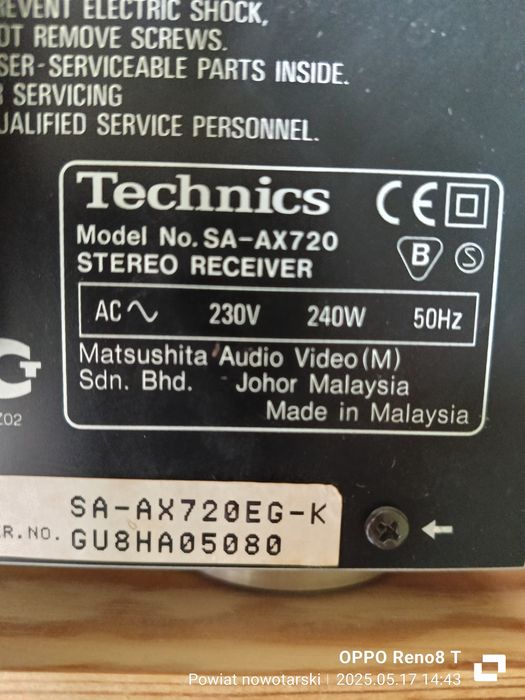 REVENT ELECTRIC SHOCK,
OT REMOVE SCREWS.
SER-SERVICEABLE PARTS INSIDE.
R SERVICING
UALIFIED SERVICE PERSONNEL.
Technics CE
Model No. SA-AX720 B S
STEREO RECEIVER
AC 230V 240W 50Hz
Matsushita Audio Video (M)
Sdn. Bhd. Johor Malaysia
Made in Malaysia
Z02
SA-AX720EG-K
R.NO. GU8HA05080
OPPO Reno8 T
Powiat nowotarski | 2025.05.17 14:43